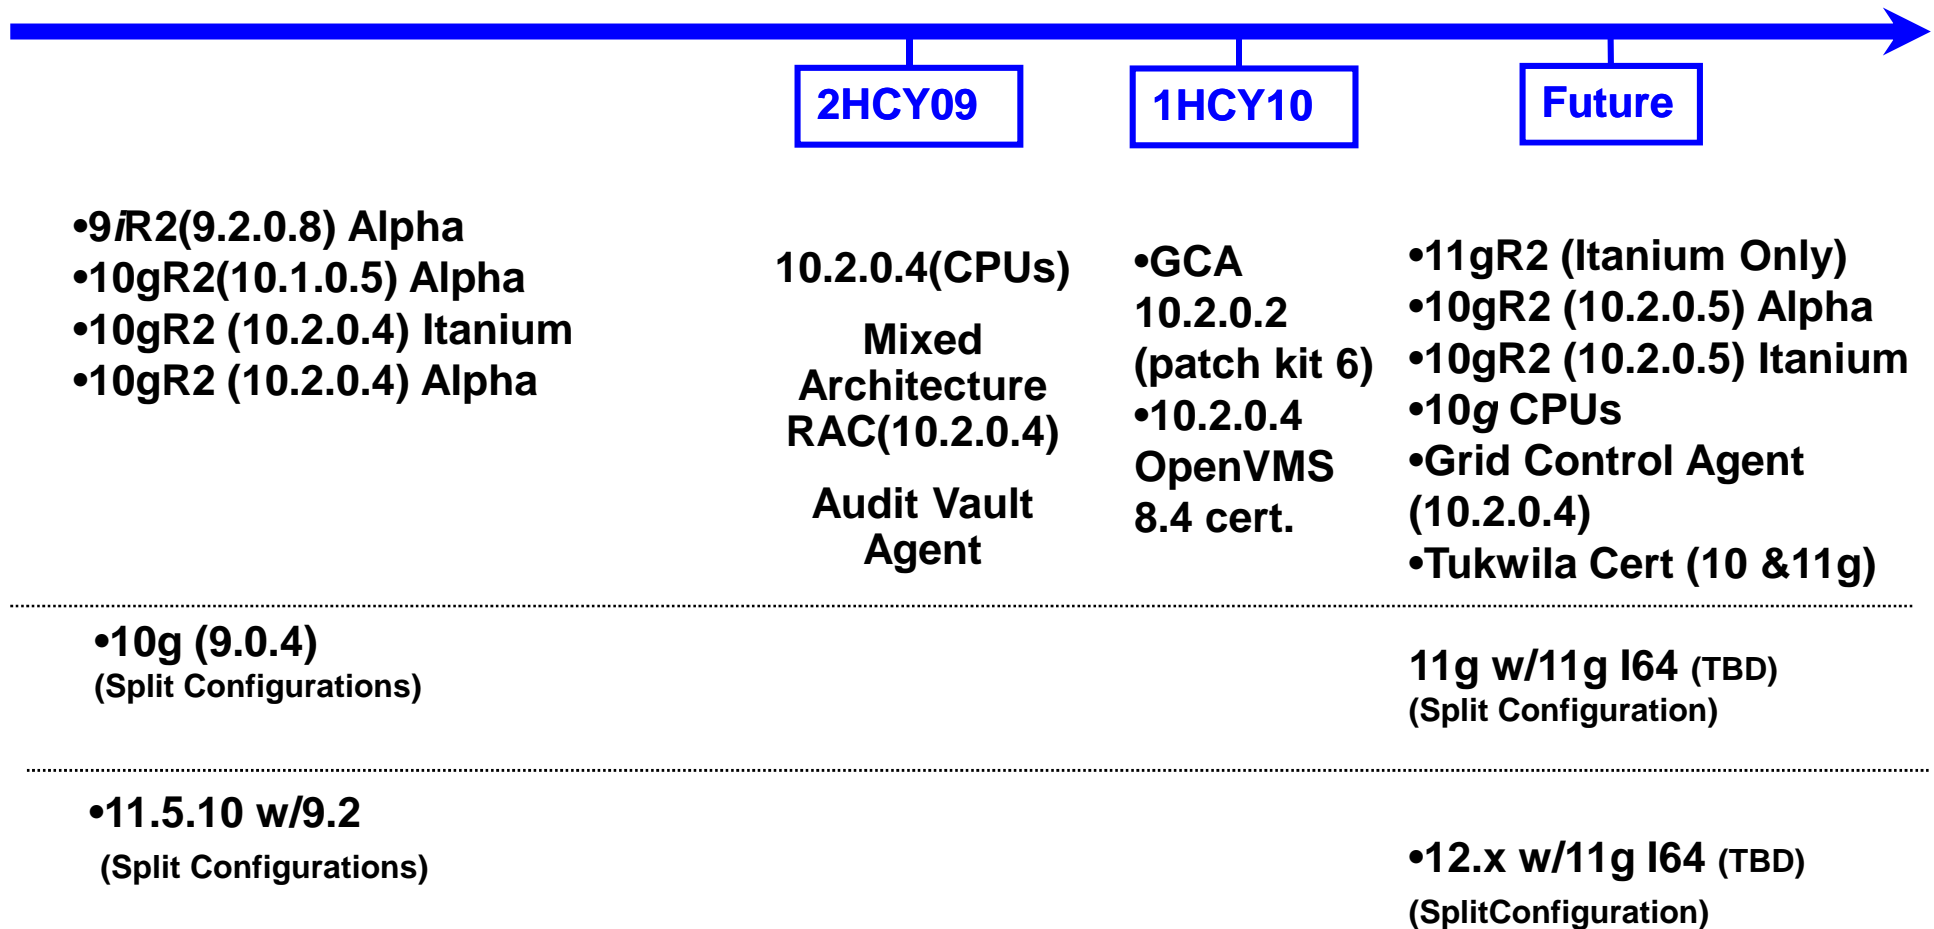 2HCY09
1HCY10
Future
•9iR2(9.2.0.8) Alpha
•10gR2(10.1.0.5) Alpha
•10gR2 (10.2.0.4) Itanium
•10gR2 (10.2.0.4) Alpha
10.2.0.4(CPUs)
Mixed
Architecture
RAC(10.2.0.4)
Audit Vault
Agent
•GCA
10.2.0.2
(patch kit 6)
•10.2.0.4
OpenVMS
8.4 cert.
•11gR2 (Itanium Only)
•10gR2 (10.2.0.5) Alpha
•10gR2 (10.2.0.5) Itanium
•10g CPUs
•Grid Control Agent
(10.2.0.4)
•Tukwila Cert (10 &11g)
•10g (9.0.4)
(Split Configurations)
11g w/11g I64 (TBD)
(Split Configuration)
•11.5.10 w/9.2
(Split Configurations)
•12.x w/11g I64 (TBD)
(SplitConfiguration)